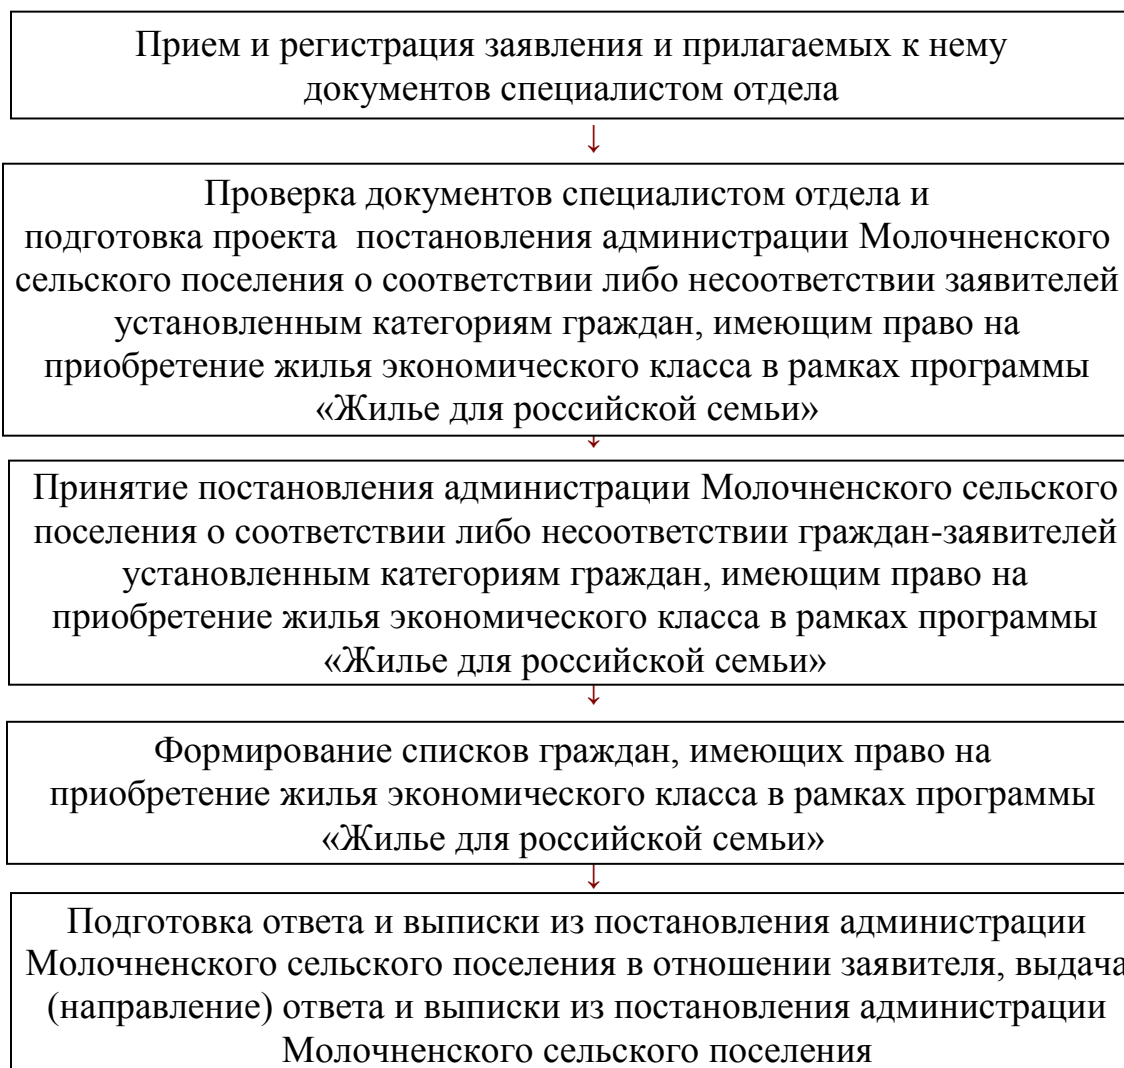 Прием и регистрация заявления и прилагаемых к нему
документов специалистом отдела
↓
Проверка документов специалистом отдела и
подготовка проекта постановления администрации Молочненского
сельского поселения о соответствии либо несоответствии заявителей
установленным категориям граждан, имеющим право на
приобретение жилья экономического класса в рамках программы
«Жилье для российской семьи»
↓
Принятие постановления администрации Молочненского сельского
поселения о соответствии либо несоответствии граждан-заявителей
установленным категориям граждан, имеющим право на
приобретение жилья экономического класса в рамках программы
«Жилье для российской семьи»
↓
Формирование списков граждан, имеющих право на
приобретение жилья экономического класса в рамках программы
«Жилье для российской семьи»
↓
Подготовка ответа и выписки из постановления администрации
Молочненского сельского поселения в отношении заявителя, выдача
(направление) ответа и выписки из постановления администрации
Молочненского сельского поселения